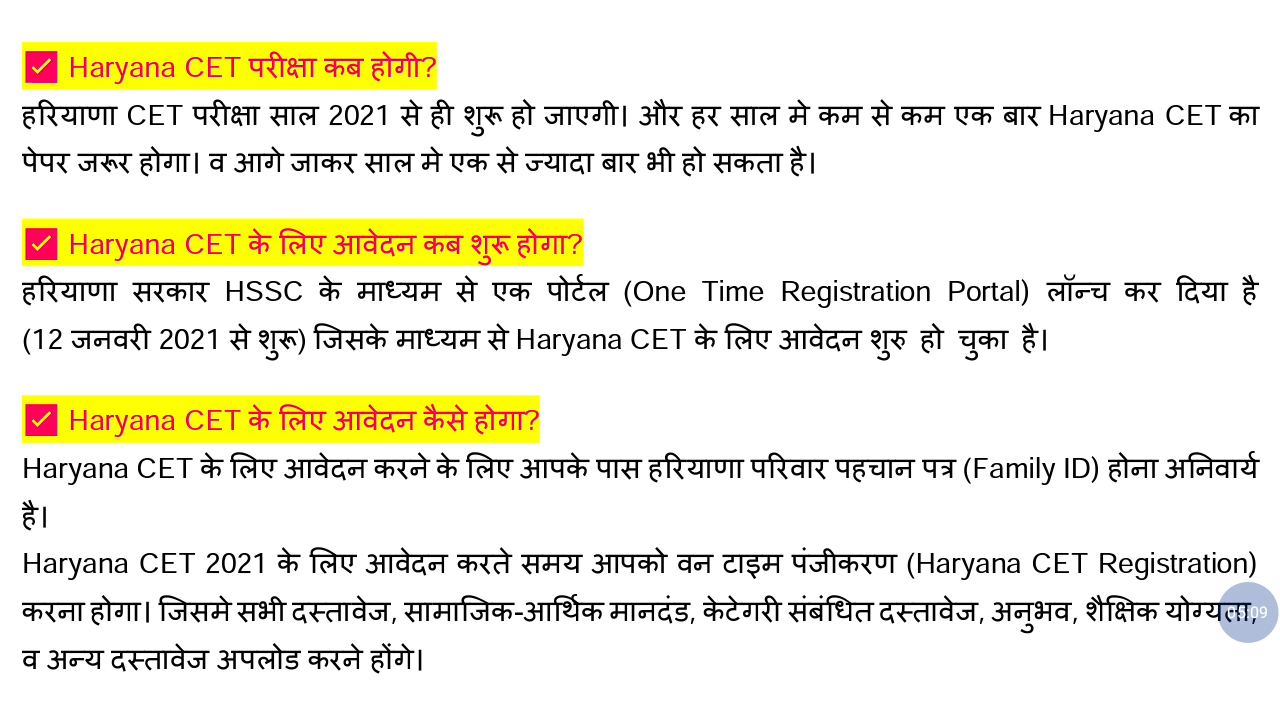 Haryana CET परीक्षा कब होगी?
हरियाणा CET परीक्षा साल 2021 से ही शुरू हो जाएगी। और हर साल मे कम से कम एक बार Haryana CET का
पेपर जरूर होगा। व आगे जाकर साल मे एक से ज्यादा बार भी हो सकता है।
Haryana CET के लिए आवेदन कब शुरू होगा?
हरियाणा सरकार HSSC के माध्यम से एक पोर्टल (One Time Registration Portal) लॉन्च कर दिया है
(12 जनवरी 2021 से शुरू) जिसके माध्यम से Haryana CET के लिए आवेदन शुरु हो चुका है।
Haryana CET के लिए आवेदन कैसे होगा?
Haryana CET के लिए आवेदन करने के लिए आपके पास हरियाणा परिवार पहचान पत्र (Family ID) होना अनिवार्य
है।
Haryana CET 2021 के लिए आवेदन करते समय आपको वन टाइम पंजीकरण (Haryana CET Registration)
करना होगा। जिसमे सभी दस्तावेज, सामाजिक-आर्थिक मानदंड, केटेगरी संबंधित दस्तावेज, अनुभव, शैक्षिक योग्यता,
05:09
व अन्य दस्तावेज अपलोड करने होंगे।